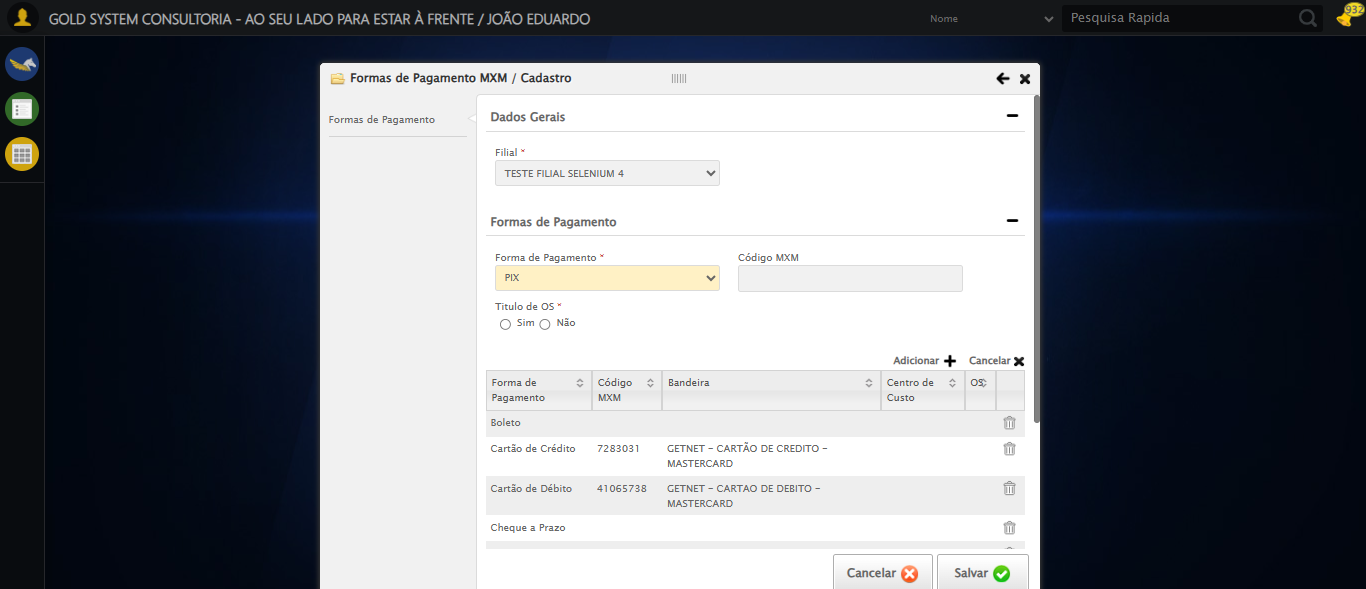 GOLD SYSTEM CONSULTORIA - AO SEU LADO PARA ESTAR À FRENTE / JOÃO EDUARDO
Nome
Pesquisa Rapida
932
Formas de Pagamento MXM / Cadastro
Formas de Pagamento
Dados Gerais
Filial *
TESTE FILIAL SELENIUM 4
Formas de Pagamento
Forma de Pagamento * Código MXM
PIX
Titulo de OS *
Sim Não
Adicionar Cancelar
Forma de Código Bandeira Centro de OS
Pagamento MXM Custo
Boleto
Cartão de Crédito 7283031 GETNET - CARTÃO DE CREDITO -
MASTERCARD
Cartão de Débito 41065738 GETNET - CARTAO DE DEBITO -
MASTERCARD
Cheque a Prazo
Cancelar Salvar